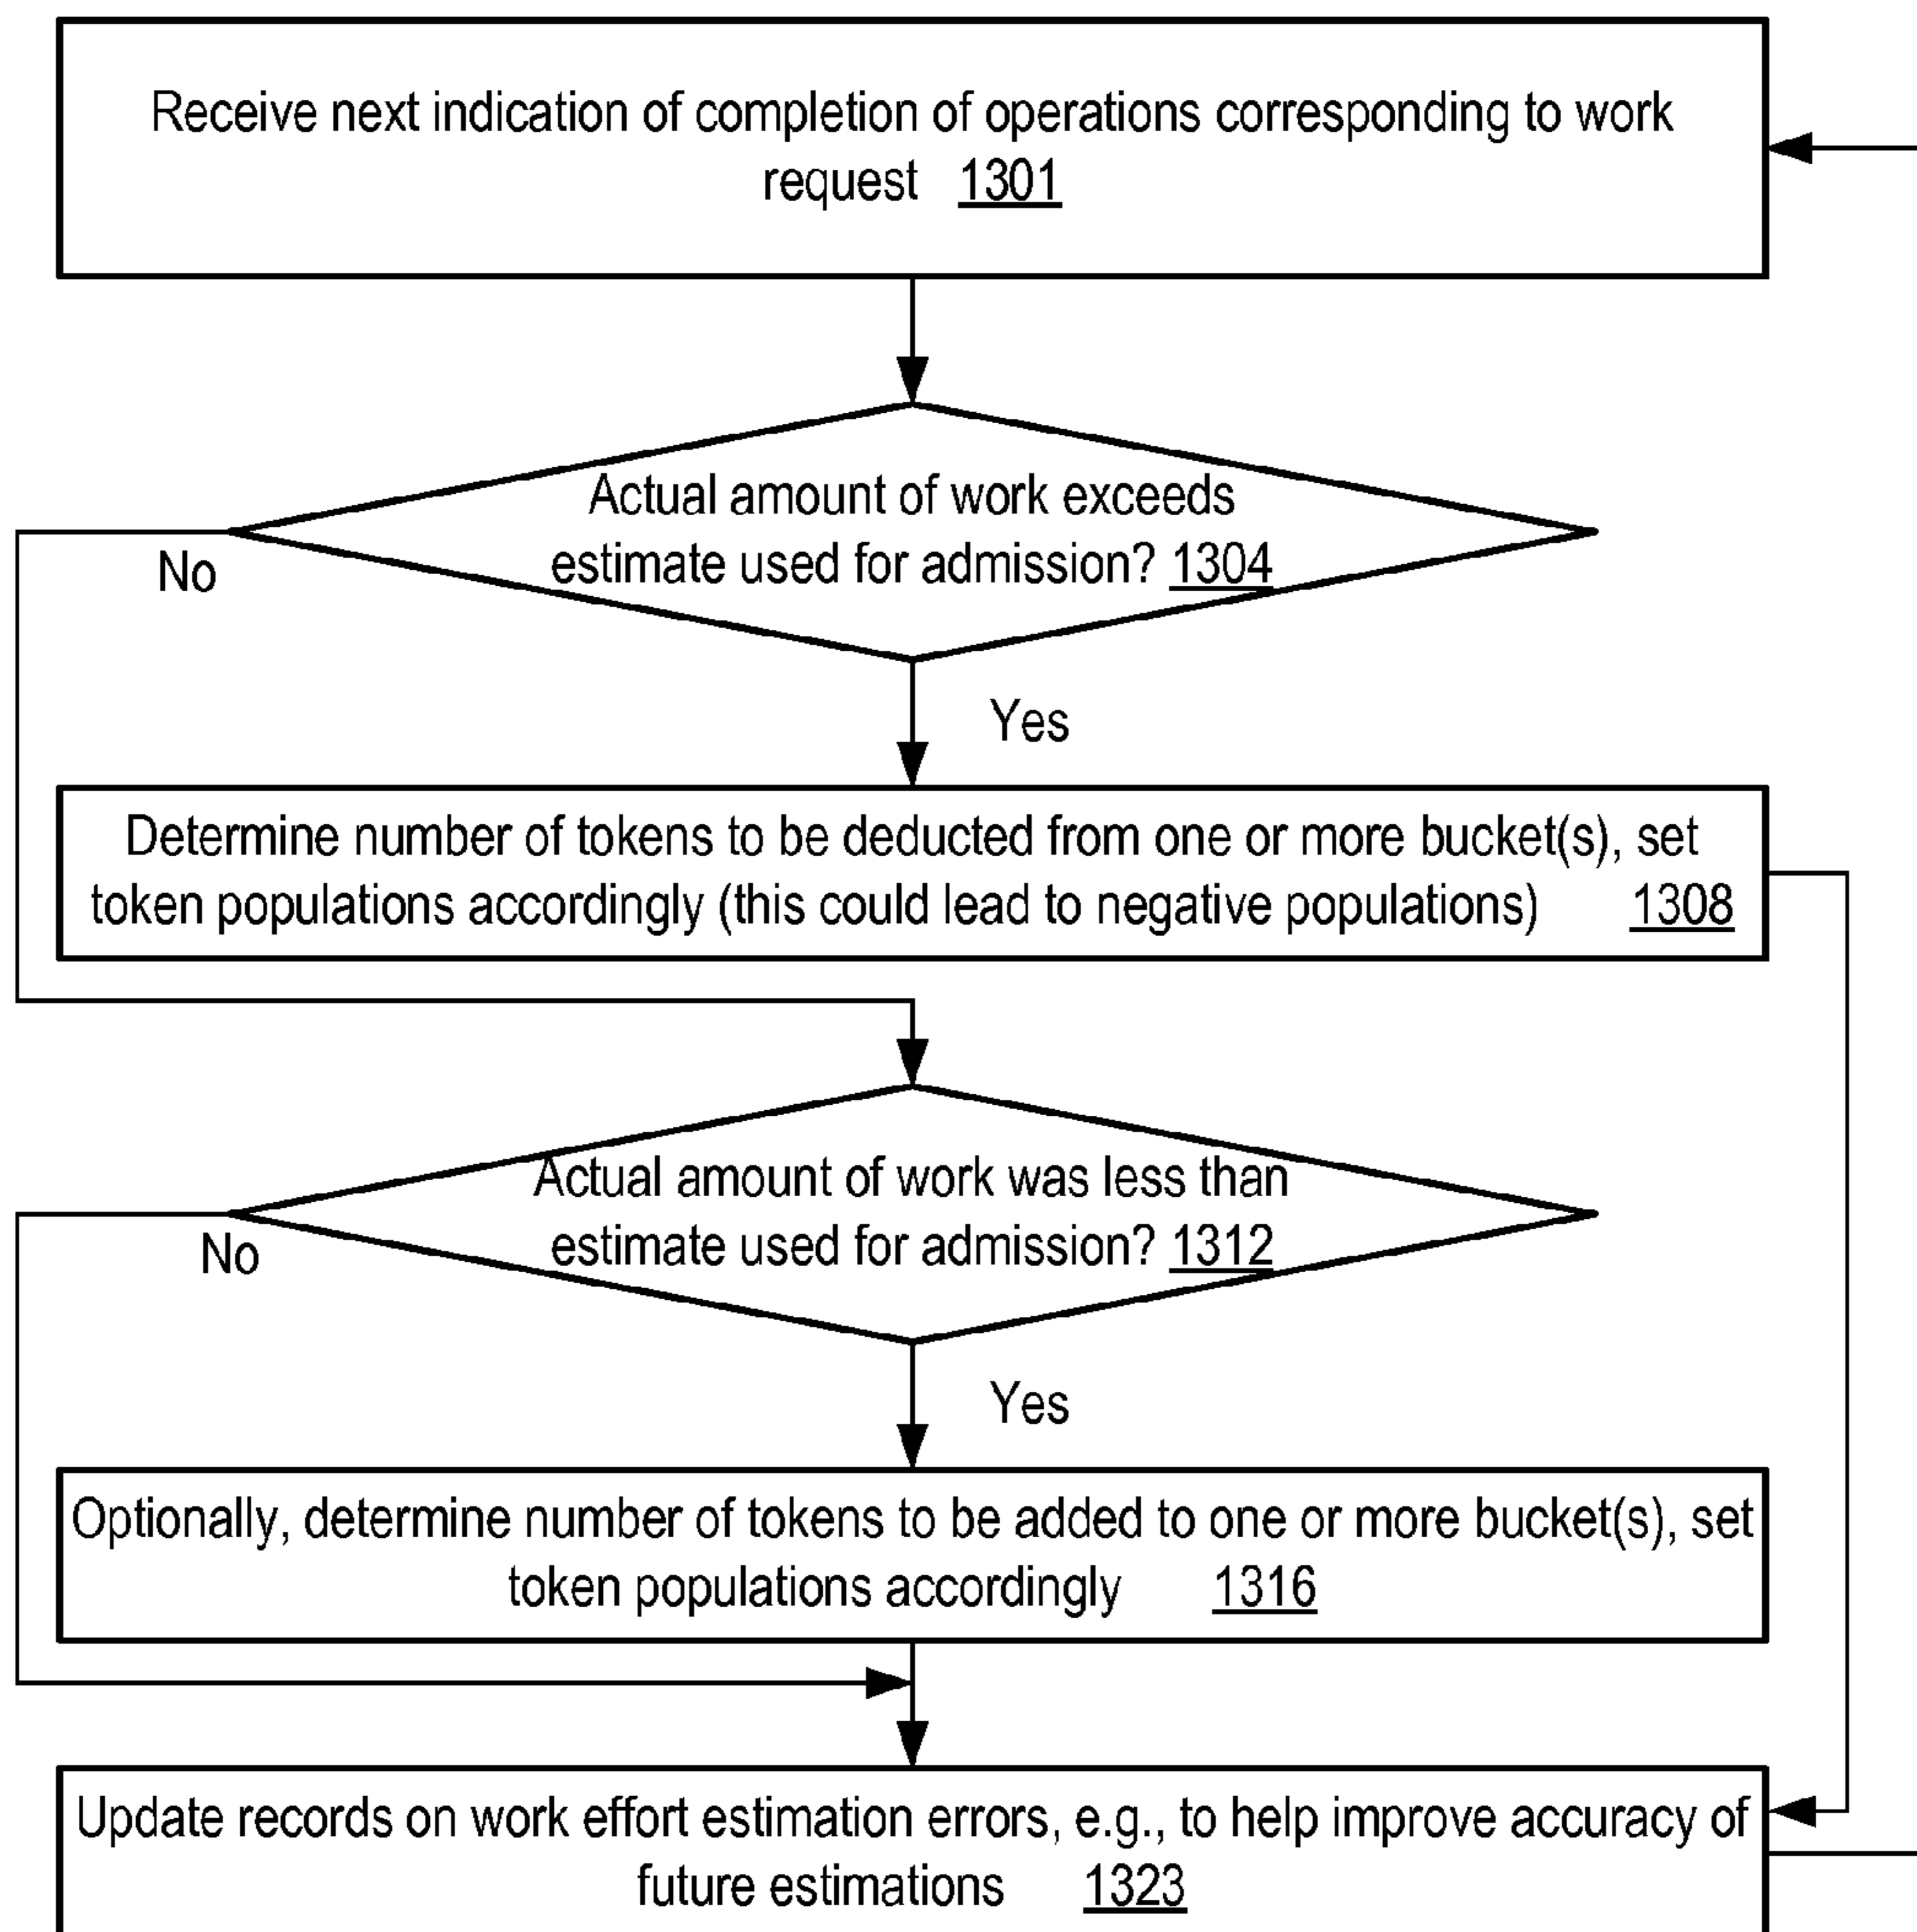 Receive next indication of completion of operations corresponding to work
request 1301
Actual amount of work exceeds
estimate used for admission? 1304
No
Yes
Determine number of tokens to be deducted from one or more bucket(s), set
token populations accordingly (this could lead to negative populations) 1308
Actual amount of work was less than
estimate used for admission? 1312
No
Yes
Optionally, determine number of tokens to be added to one or more bucket(s), set
token populations accordingly 1316
Update records on work effort estimation errors, e.g., to help improve accuracy of
future estimations 1323